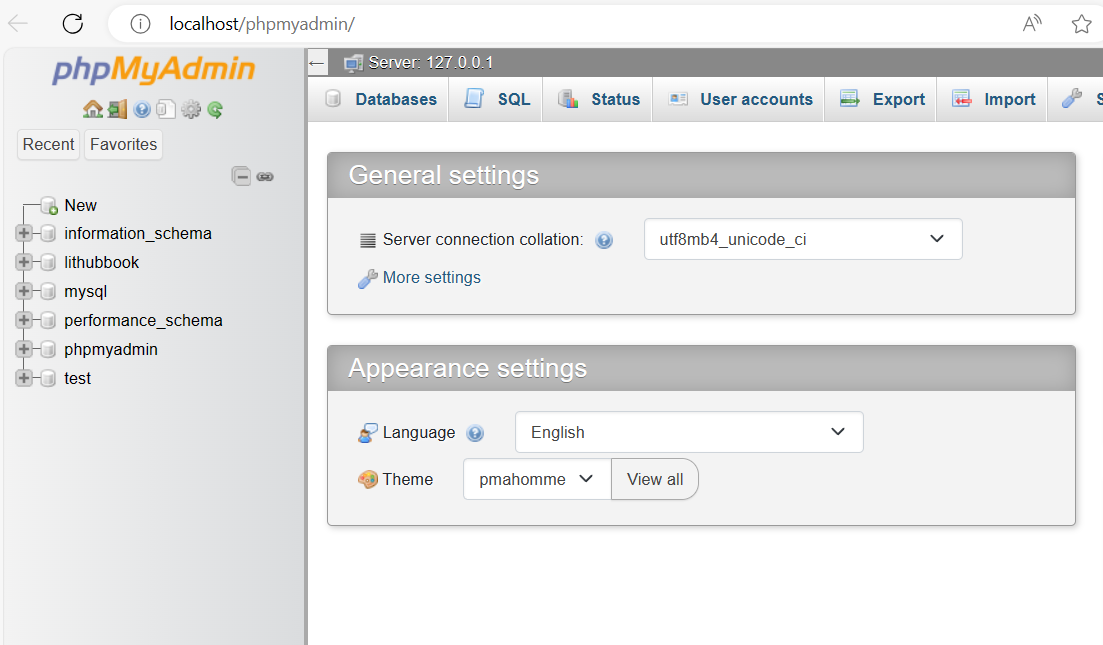 localhost/phpmyadmin/
phpMyAdmin
Recent Favorites
New
information_schema
lithubbook
mysql
performance_schema
phpmyadmin
test
Server: 127.0.0.1
Databases SQL Status User accounts Export Import S
General settings
Server connection collation: utf8mb4_unicode_ci
More settings
Appearance settings
Language English
Theme pmahomme View all